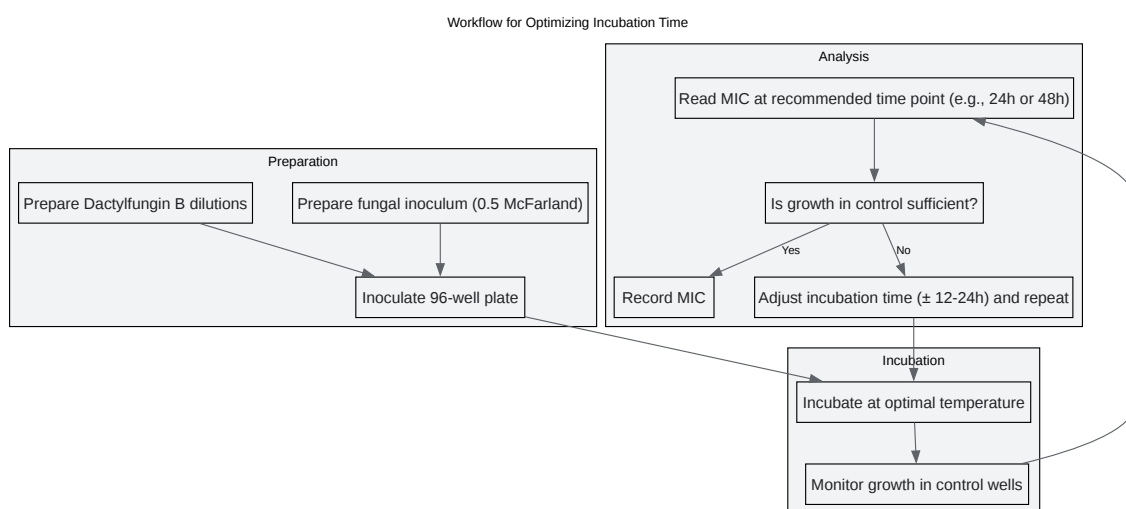 Workflow for Optimizing Incubation Time
Analysis
Read MIC at recommended time point (e.g., 24h or 48h)
Preparation
Prepare Dactylfungin B dilutions
Prepare fungal inoculum (0.5 McFarland)
Is growth in control sufficient?
Yes
No
Inoculate 96-well plate
Record MIC
Adjust incubation time (± 12-24h) and repeat
Incubation
Incubate at optimal temperature
Monitor growth in control wells